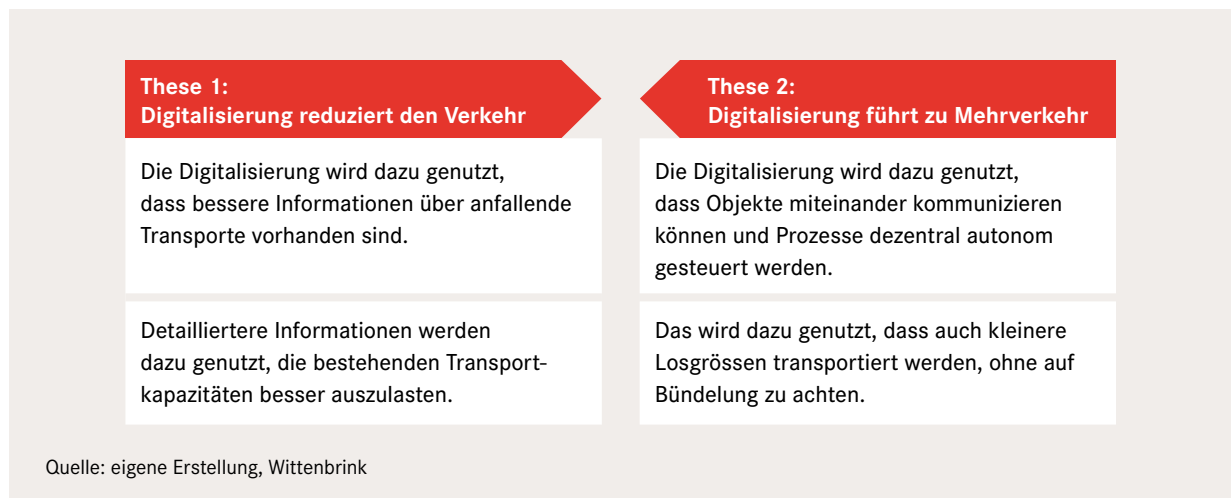 These 1:
Digitalisierung reduziert den Verkehr
Die Digitalisierung wird dazu genutzt,
dass bessere Informationen über anfallende
Transporte vorhanden sind.
Detailliertere Informationen werden
dazu genutzt, die bestehenden Transport-
kapazitäten besser auszulasten.
These 2:
Digitalisierung führt zu Mehrverkehr
Die Digitalisierung wird dazu genutzt,
dass Objekte miteinander kommunizieren
können und Prozesse dezentral autonom
gesteuert werden.
Das wird dazu genutzt, dass auch kleinere
Losgrössen transportiert werden, ohne auf
Bündelung zu achten.
Quelle: eigene Erstellung, Wittenbrink